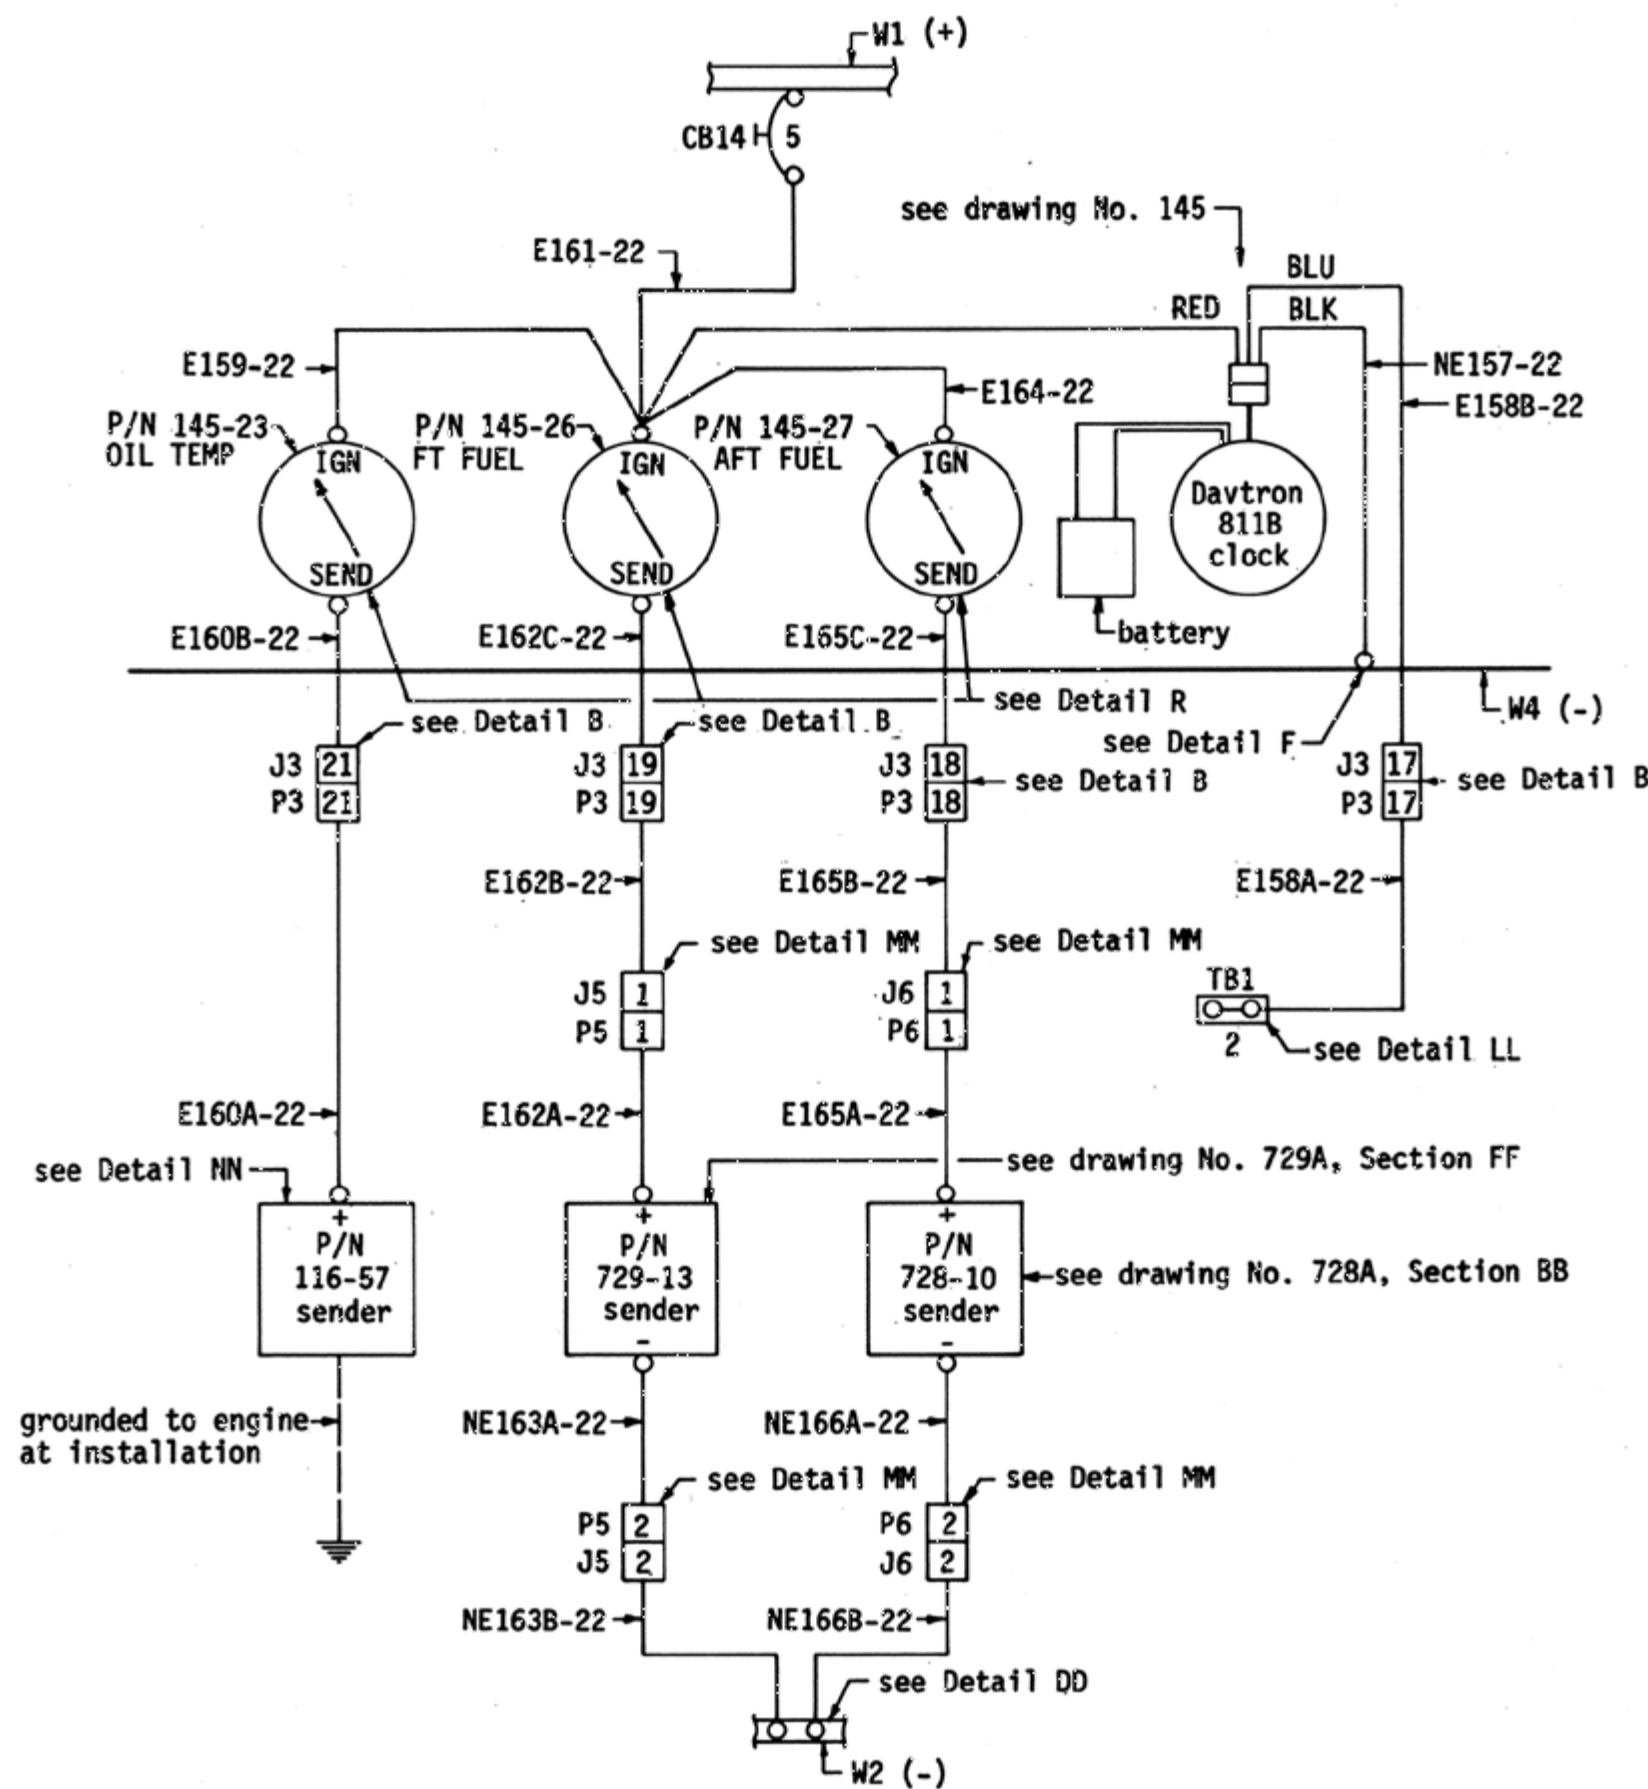 W1 (+)
CB14 5
see drawing No. 145
E161-22
BLU
RED BLK
E159-22
NE157-22
E164-22
E158B-22
P/N 145-23
OIL TEMP
P/N 145-26
FT FUEL
P/N 145-27
AFT FUEL
IGN
IGN
IGN
Davtron
811B
clock
SEND
SEND
SEND
battery
E160B-22
E162C-22
E165C-22
see Detail R
W4 (-)
see Detail B
see Detail B
see Detail F
J3 21
P3 21
J3 19
P3 19
J3 18
P3 18
see Detail B
J3 17
P3 17
see Detail B
E162B-22
E165B-22
E158A-22
see Detail MM
see Detail MM
J5 1
P5 1
J6 1
P6 1
TB1
2
see Detail LL
E160A-22
E162A-22
E165A-22
see Detail NN
see drawing No. 729A, Section FF
+
P/N
116-57
sender
+
P/N
729-13
sender
-
+
P/N
728-10
sender
-
see drawing No. 728A, Section BB
grounded to engine
at installation
NE163A-22
NE166A-22
see Detail MM
see Detail MM
P5 2
J5 2
P6 2
J6 2
NE163B-22
NE166B-22
see Detail DD
W2 (-)